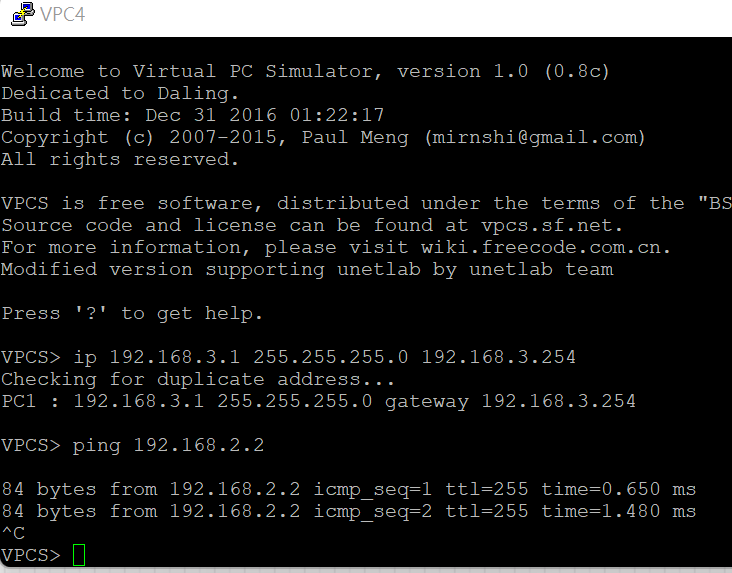 VPC4
Welcome to Virtual PC Simulator, version 1.0 (0.8c)
Dedicated to Daling.
Build time: Dec 31 2016 01:22:17
Copyright (c) 2007-2015, Paul Meng (mirnshi@gmail.com)
All rights reserved.
VPCS is free software, distributed under the terms of the "BS
Source code and license can be found at vpcs.sf.net.
For more information, please visit wiki.freecode.com.cn.
Modified version supporting unetlab by unetlab team
Press '?' to get help.
VPCS> ip 192.168.3.1 255.255.255.0 192.168.3.254
Checking for duplicate address...
PC1 : 192.168.3.1 255.255.255.0 gateway 192.168.3.254
VPCS> ping 192.168.2.2
84 bytes from 192.168.2.2 icmp_seq=1 ttl=255 time=0.650 ms
84 bytes from 192.168.2.2 icmp_seq=2 ttl=255 time=1.480 ms
^C
VPCS>